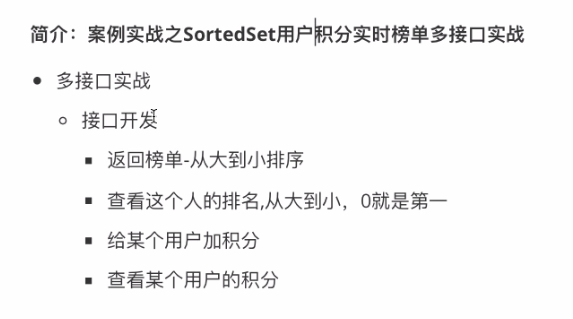 简介：案例实战之SortedSet用户积分实时榜单多接口实战
多接口实战
接口开发
返回榜单-从大到小排序
查看这个人的排名,从大到小，0就是第一
给某个用户加积分
查看某个用户的积分